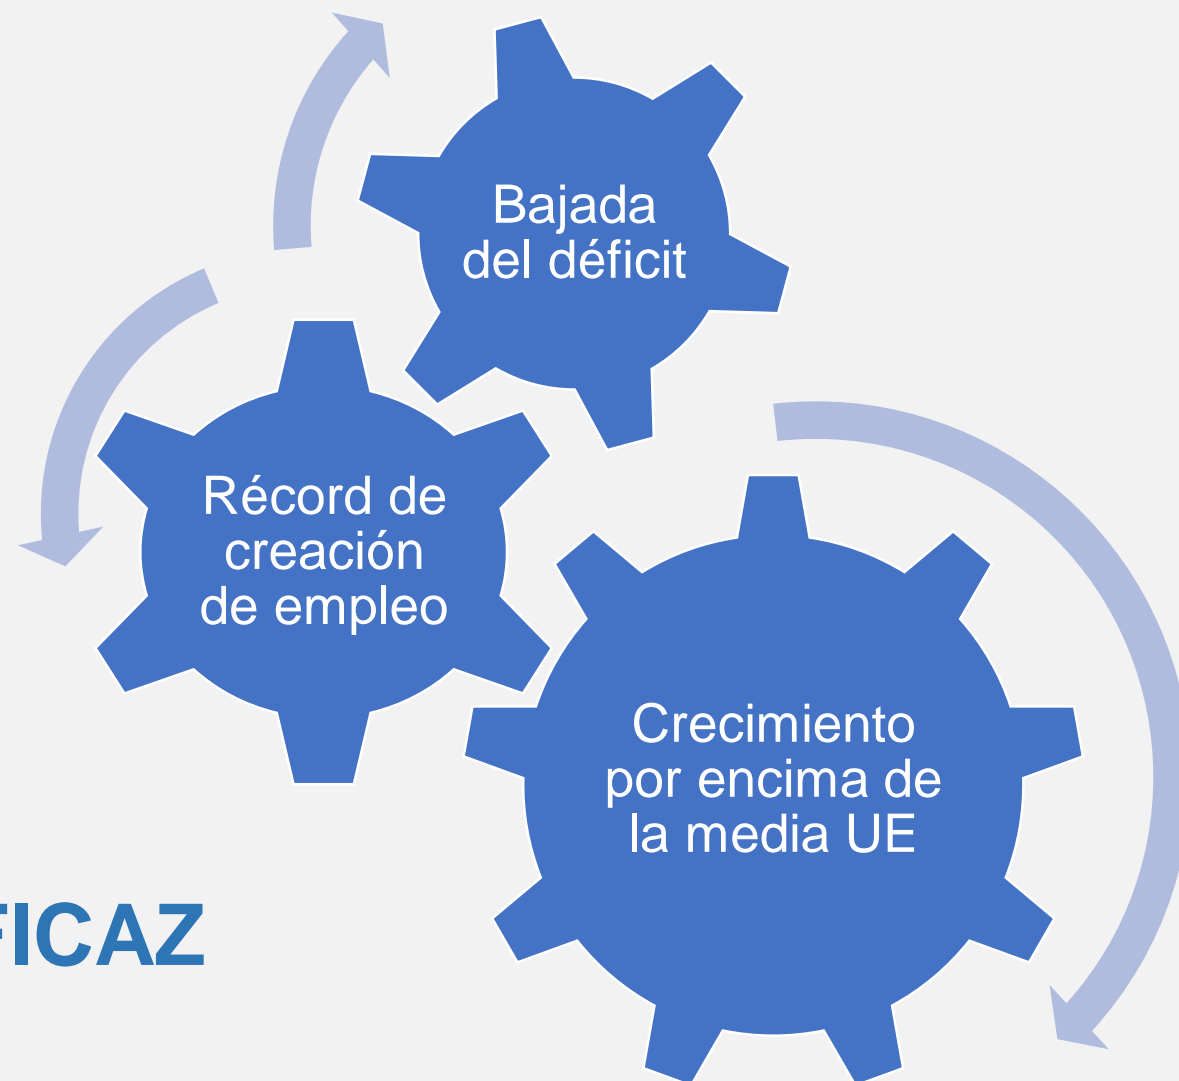 Bajada
del déficit
Récord de
creación
de empleo
Crecimiento
por encima de
la media UE
FICAZ